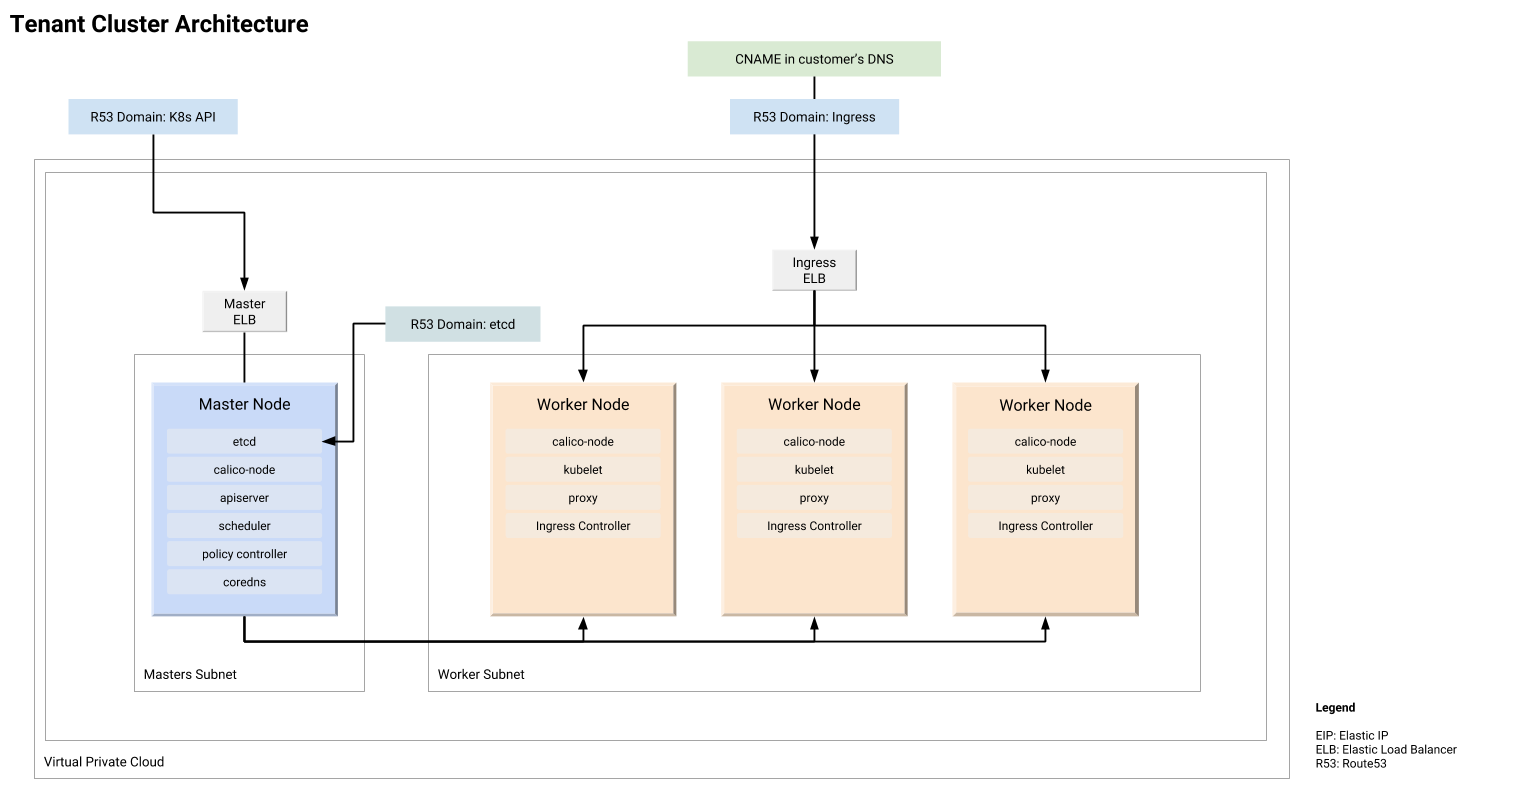 Tenant Cluster Architecture
CNAME in customer's DNS
R53 Domain: K8s API
R53 Domain: Ingress
Ingress
ELB
Master
ELB
R53 Domain: etcd
Master Node
etcd
calico-node
apiserver
scheduler
policy controller
coredns
Worker Node
calico-node
kubelet
proxy
Ingress Controller
Worker Node
calico-node
kubelet
proxy
Ingress Controller
Worker Node
calico-node
kubelet
proxy
Ingress Controller
Masters Subnet
Worker Subnet
Virtual Private Cloud
Legend
EIP: Elastic IP
ELB: Elastic Load Balancer
R53: Route53